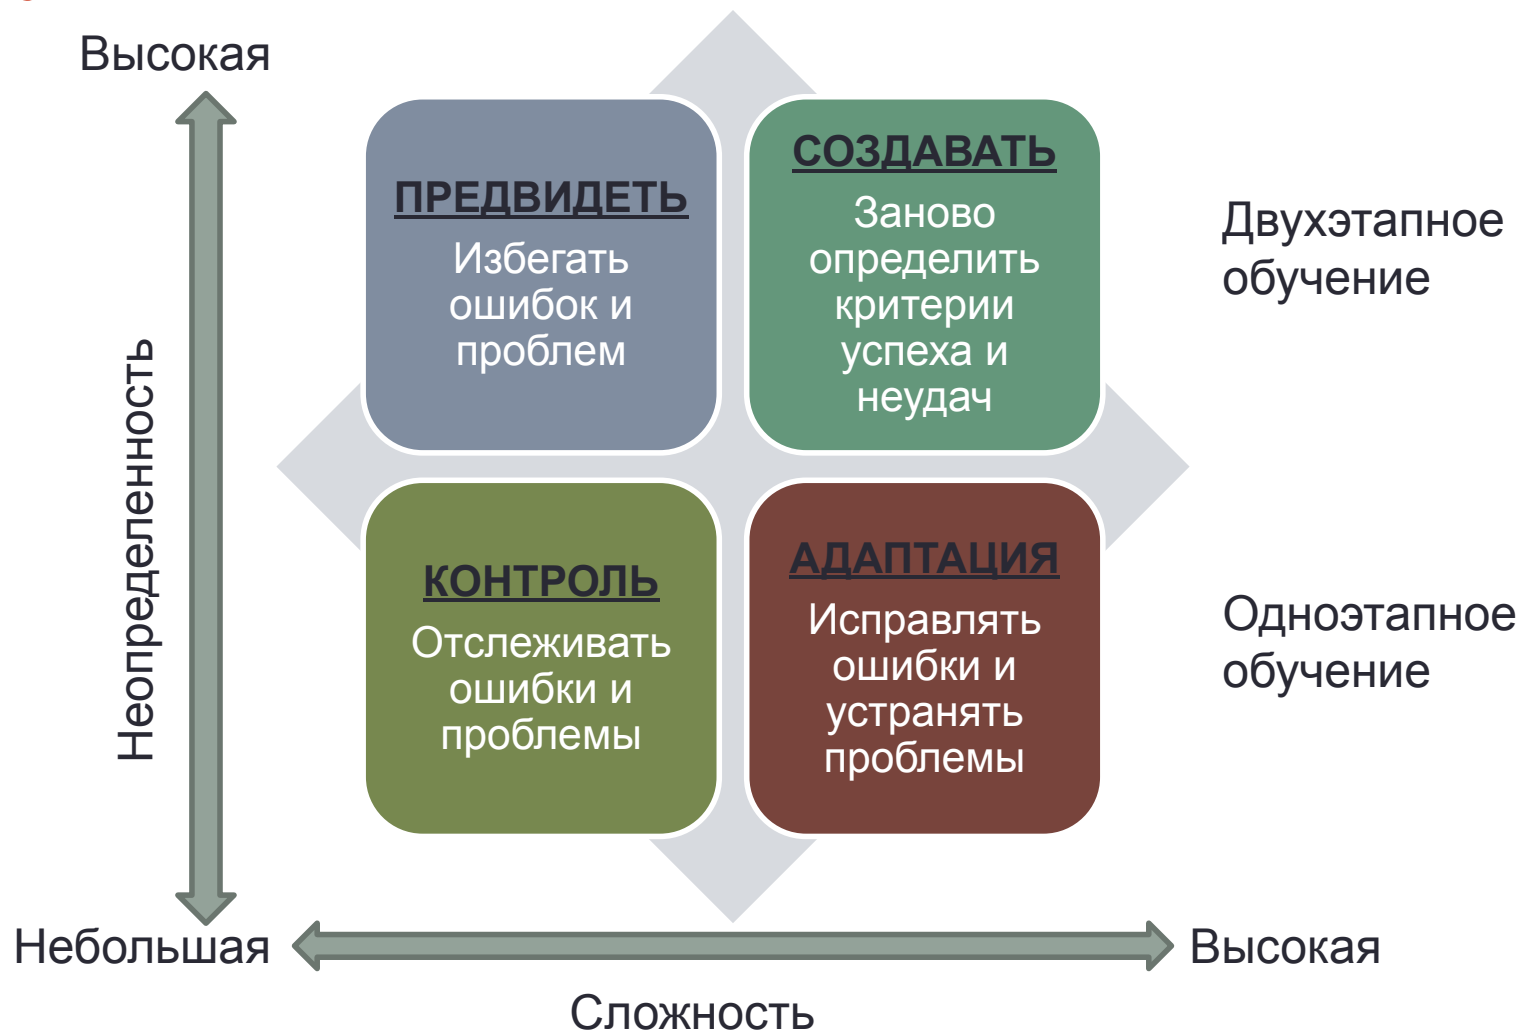 Высокая
ПРЕДВИДЕТЬ
Избегать
ошибок и
проблем
СОЗДАВАТЬ
Заново
определить
критерии
успеха и
неудач
Двухэтапное
обучение
Неопределенность
КОНТРОЛЬ
Отслеживать
ошибки и
проблемы
АДАПТАЦИЯ
Исправлять
ошибки и
устранять
проблемы
Одноэтапное
обучение
Небольшая
Высокая
Сложность